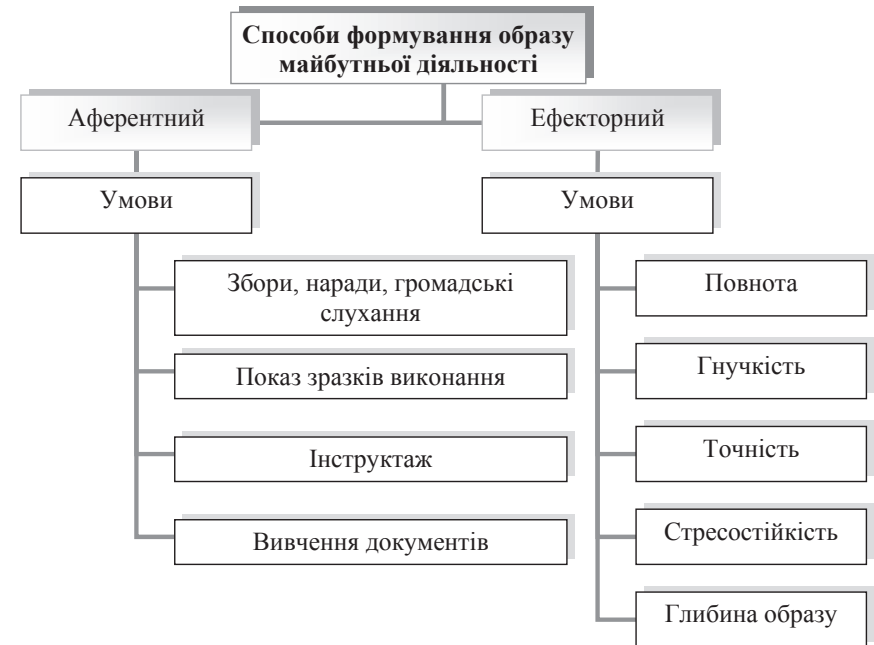 Способи формування образу
майбутньої діяльності
Аферентний
Ефекторний
Умови
Умови
Збори, наради, громадські
слухання
Показ зразків виконання
Інструктаж
Вивчення документів
Повнота
Гнучкість
Точність
Стресостійкість
Глибина образу